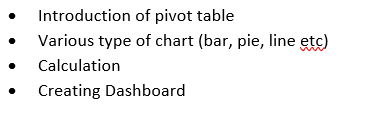 • Introduction of pivot table
• Various type of chart (bar, pie, line etc)
• Calculation
• Creating Dashboard